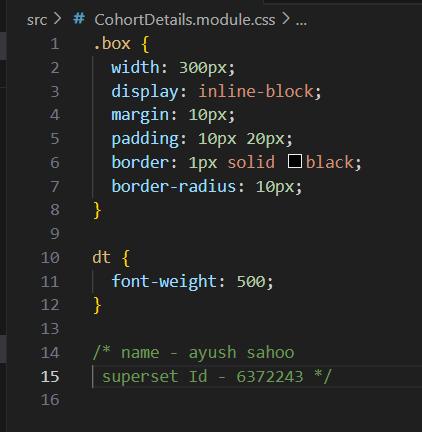 src > # CohortDetails.module.css > ...
1 .box {
2   width: 300px;
3   display: inline-block;
4   margin: 10px;
5   padding: 10px 20px;
6   border: 1px solid black;
7   border-radius: 10px;
8 }
9
10 dt {
11   font-weight: 500;
12 }
13
14 /* name - ayush sahoo
15  superset Id - 6372243 */
16